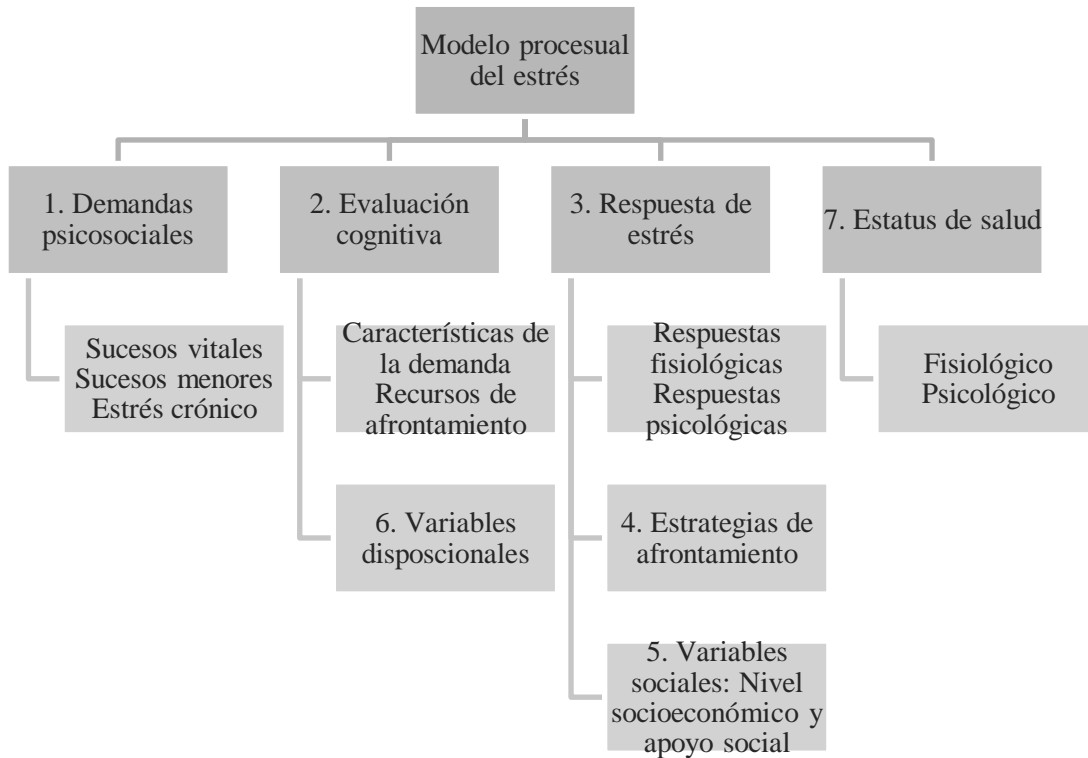 Modelo procesual
del estrés
1. Demandas
psicosociales
2. Evaluación
cognitiva
3. Respuesta de
estrés
7. Estatus de salud
Sucesos vitales
Sucesos menores
Estrés crónico
Características de
la demanda
Recursos de
afrontamiento
Respuestas
fisiológicas
Respuestas
psicológicas
Fisiológico
Psicológico
6. Variables
disposcionales
4. Estrategias de
afrontamiento
5. Variables
sociales: Nivel
socioeconómico y
apoyo social